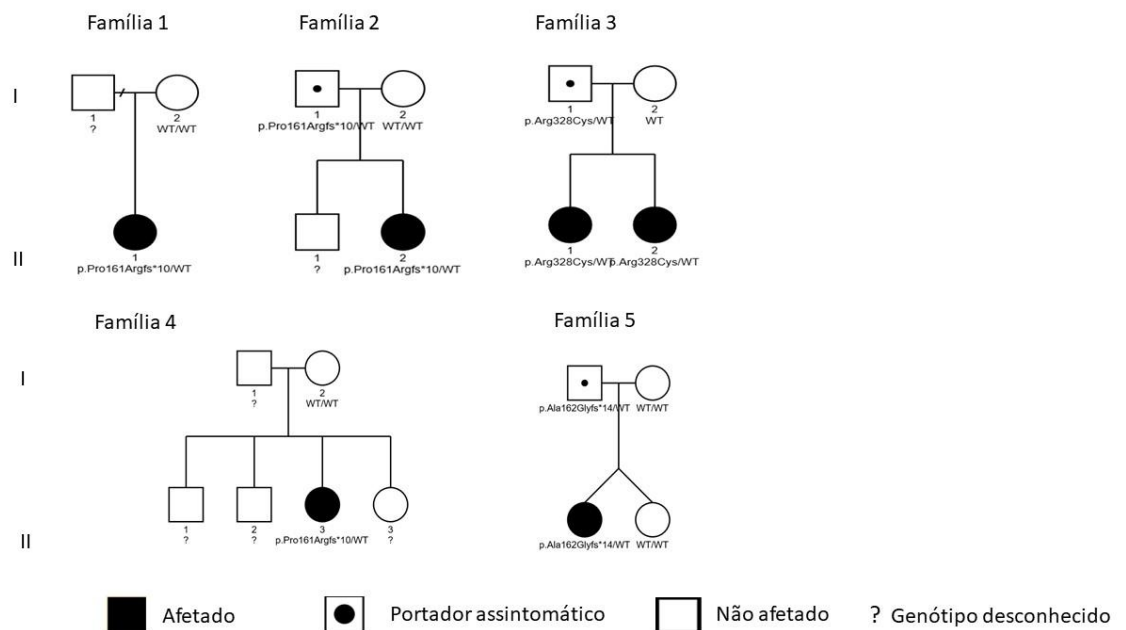 Família 1
Família 2
Família 3
I
1
?
2
WT/WT
1
p.Pro161Argfs*10/WT
2
WT/WT
1
p.Arg328Cys/WT
2
WT
II
1
p.Pro161Argfs*10/WT
1
?
2
p.Pro161Argfs*10/WT
1
p.Arg328Cys/WT
2
p.Arg328Cys/WT
Família 4
Família 5
I
1
?
2
WT/WT
p.Ala162Glyfs*14/WT
WT/WT
II
1
?
2
?
3
p.Pro161Argfs*10/WT
3
?
p.Ala162Glyfs*14/WT
WT/WT
Afetado
Portador assintomático
Não afetado
? Genótipo desconhecido